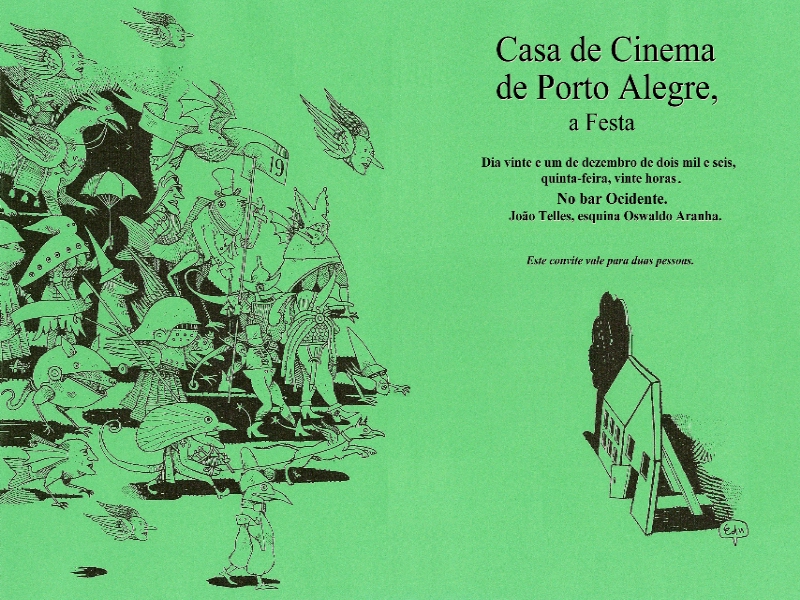 Casa de Cinema
de Porto Alegre,
a Festa
Dia vinte e um de dezembro de dois mil e seis,
quinta-feira, vinte horas.
No bar Ocidente.
João Telles, esquina Oswaldo Aranha.
Este convite vale para duas pessoas.
19
Edu